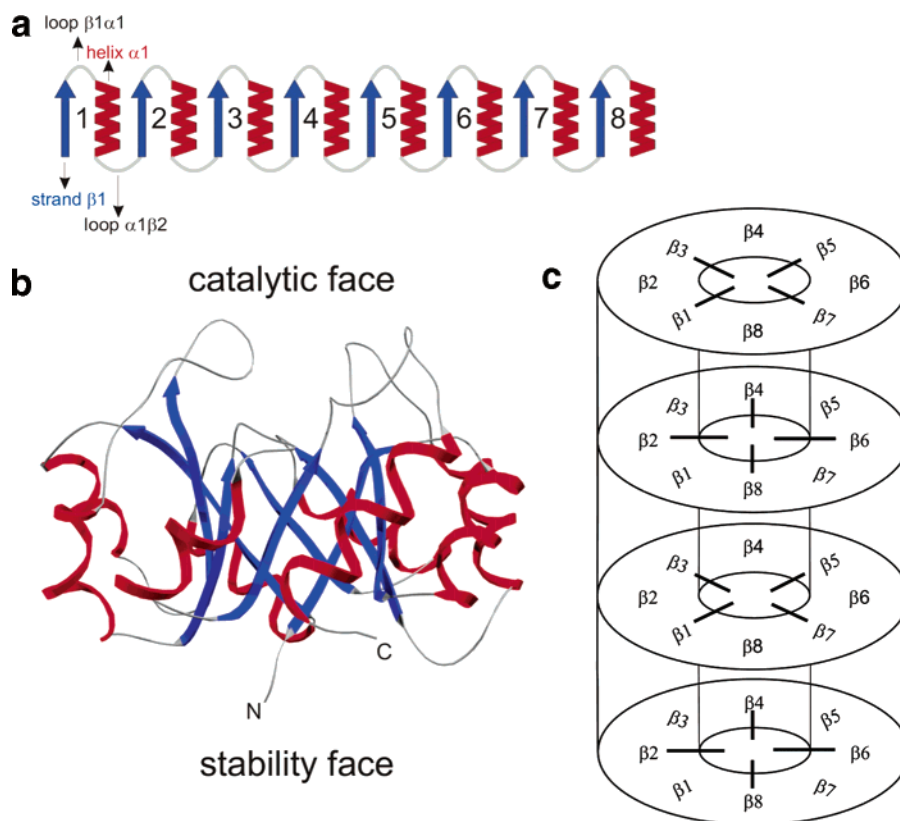 a
loop β1α1
helix α1
1 2 3 4 5 6 7 8
strand β1
loop α1β2
b
catalytic face
N
C
stability face
c
β4
β3 β5
β2 β6
β1 β7
β8
β4
β3 β5
β2 β6
β1 β7
β8
β4
β3 β5
β2 β6
β1 β7
β8
β4
β3 β5
β2 β6
β1 β7
β8